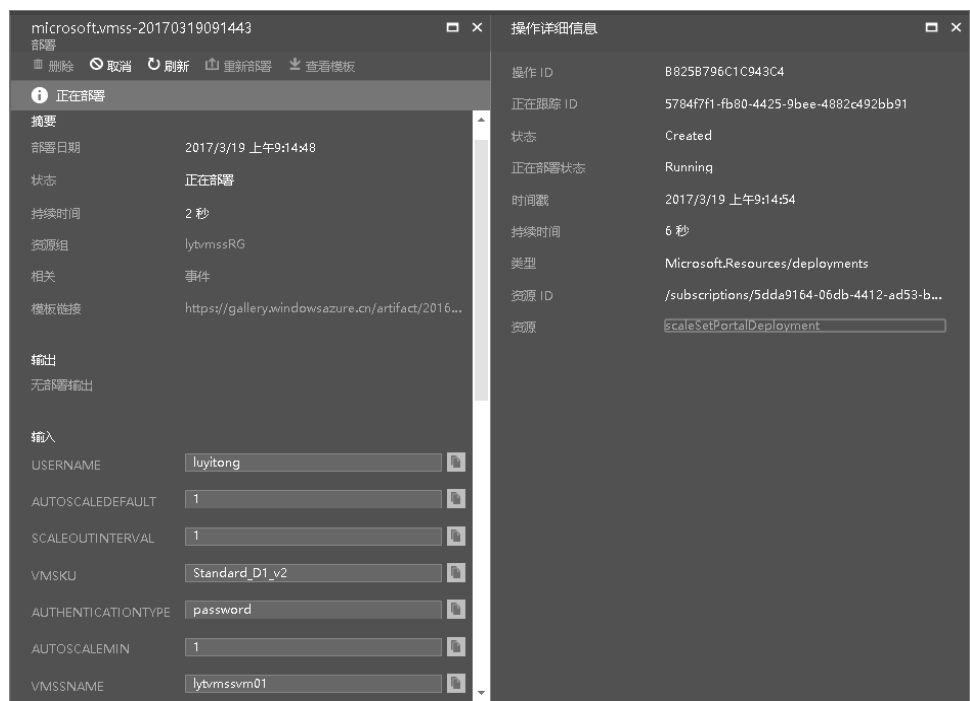 microsoft.vmss-20170319091443
部署
删除 取消 刷新 重新部署 查看模板
正在部署
摘要
部署日期 2017/3/19 上午9:14:48
状态 正在部署
持续时间 2 秒
资源组 lytvmssRG
相关 事件
模板链接 https://gallery.windowsazure.cn/artifact/2016...
输出
无部署输出
输入
USERNAME luyitong
AUTOSCALEDEFAULT 1
SCALEOUTINTERVAL 1
VMSKU Standard_D1_v2
AUTHENTICATIONTYPE password
AUTOSCALEMIN 1
VMSSNAME lytvmssvm01
操作详细信息
操作 ID B825B796C1C943C4
正在跟踪 ID 5784f7f1-fb80-4425-9bee-4882c492bb91
状态 Created
正在部署状态 Running
时间戳 2017/3/19 上午9:14:54
持续时间 6 秒
类型 Microsoft.Resources/deployments
资源 ID /subscriptions/5dda9164-06db-4412-ad53-b...
资源 scaleSetPortalDeployment